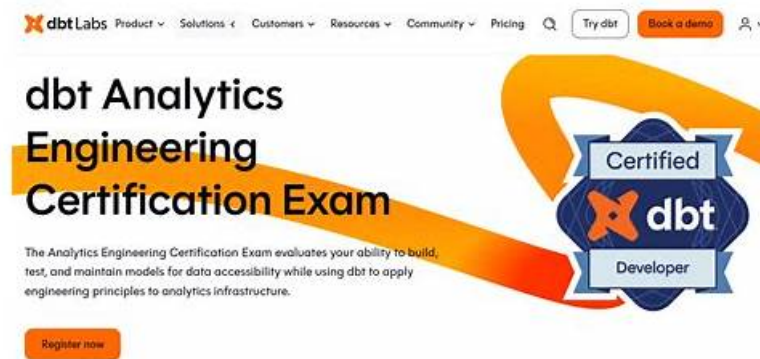 dbt Labs Product Solutions Customers Resources Community Pricing Try dbt Book a demo
dbt Analytics
Engineering
Certification Exam
The Analytics Engineering Certification Exam evaluates your ability to build,
test, and maintain models for data accessibility while using dbt to apply
engineering principles to analytics infrastructure.
Register now
Certified
dbt
Developer